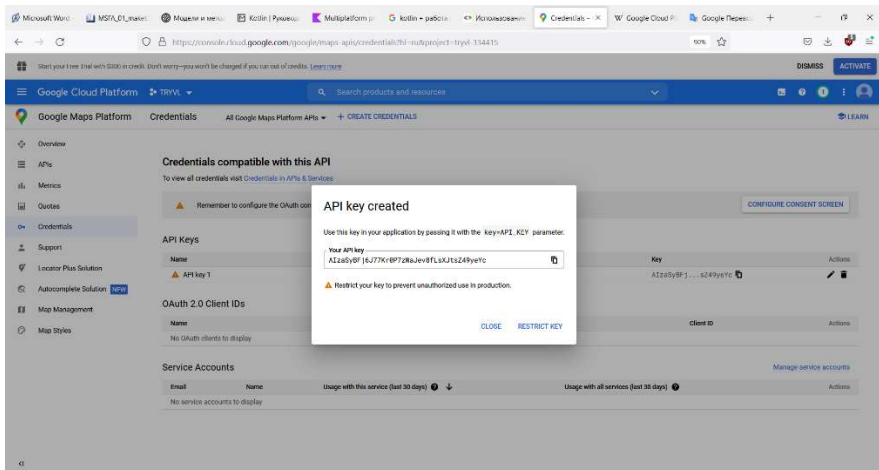 Microsoft Word
MSFA_01_maket
Модели и
Kotlin | Руковод
Multiplatform
kotlin - работа
Использование
Credentials -
Google Cloud
Google
https://console.cloud.google.com/google/maps-apis/credentials?hl=ru&project=tryvl-334415
90%
Start your Free Trial with $300 in credit. Don't worry—you won't be charged if you run out of credits. Learn more
DISMISS
ACTIVATE
Google Cloud Platform
TRYVL
Search products and resources
1
Google Maps Platform
Credentials
All Google Maps Platform APIs
+ CREATE CREDENTIALS
LEARN
Overview
APIs
Metrics
Quotas
Credentials
Support
Locator Plus Solution
Autocomplete Solution NEW
Map Management
Map Styles
Credentials compatible with this API
To view all credentials visit Credentials in APIs & Services
Remember to configure the OAuth con
CONFIGURE CONSENT SCREEN
API Keys
Name
Key
Actions
API key 1
AIzaSyBFj...sZ49yeYc
OAuth 2.0 Client IDs
Name
Client ID
Actions
No OAuth clients to display
Service Accounts
Manage service accounts
Email
Name
Usage with this service (last 30 days)
Usage with all services (last 30 days)
Actions
No service accounts to display
API key created
Use this key in your application by passing it with the key=API_KEY parameter.
Your API key
AIzaSyBFj6J77Kr0P7zWaJev8fLsXJtsZ49yeYc
Restrict your key to prevent unauthorized use in production.
CLOSE
RESTRICT KEY